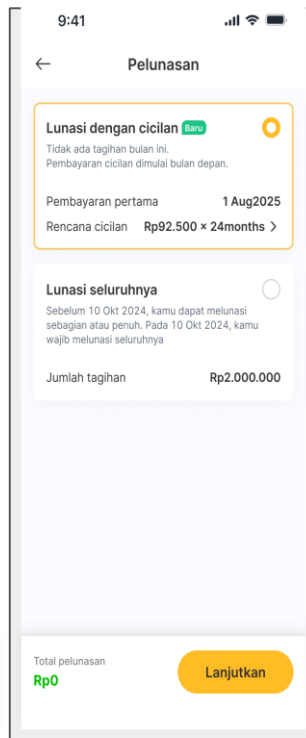 9:41
Pelunasan
Lunasi dengan cicilan Baru
Tidak ada tagihan bulan ini.
Pembayaran cicilan dimulai bulan depan.
Pembayaran pertama 1 Aug2025
Rencana cicilan Rp92.500 × 24months >
Lunasi seluruhnya
Sebelum 10 Okt 2024, kamu dapat melunasi
sebagian atau penuh. Pada 10 Okt 2024, kamu
wajib melunasi seluruhnya
Jumlah tagihan Rp2.000.000
Total pelunasan
Rp0
Lanjutkan